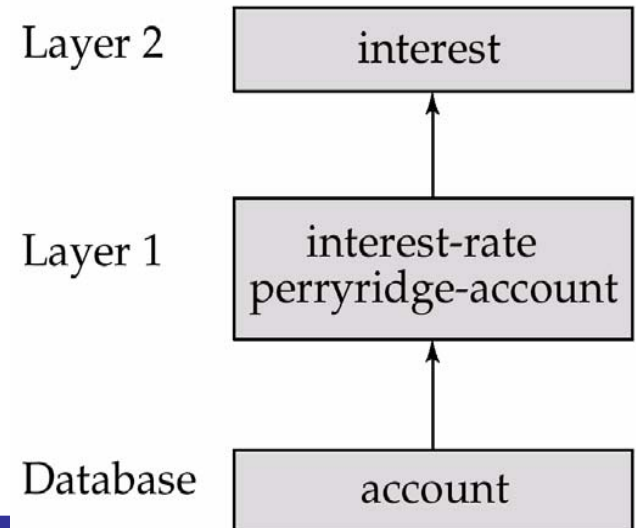 Layer 2
interest
Layer 1
interest-rate
perryridge-account
Database
account